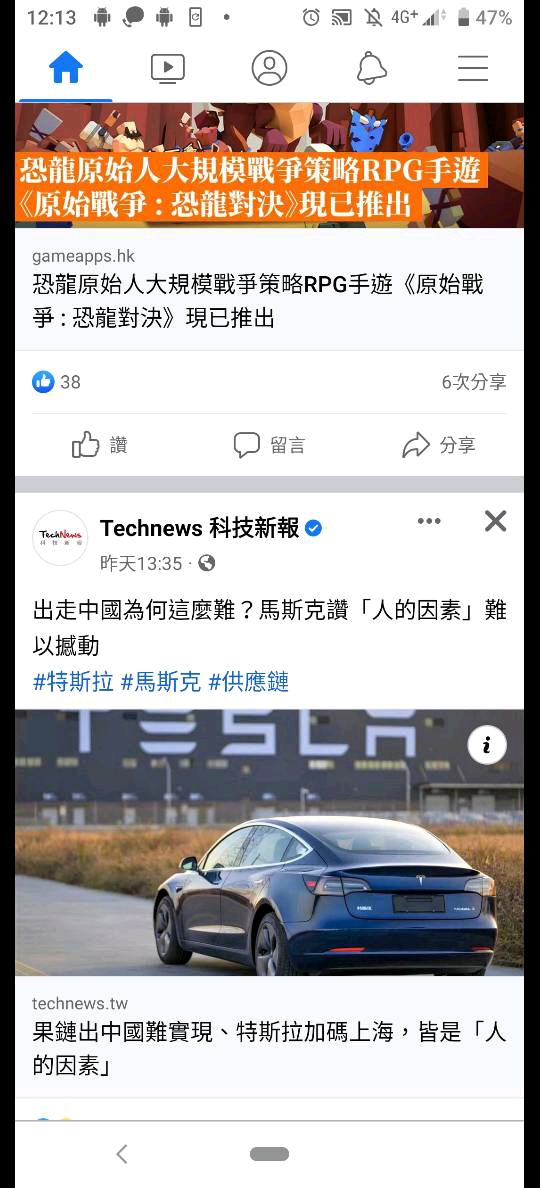 12:13
4G+
47%
恐龍原始人大規模戰爭策略RPG手遊
《原始戰爭 : 恐龍對決》現已推出
gameapps.hk
恐龍原始人大規模戰爭策略RPG手遊《原始戰
爭 : 恐龍對決》現已推出
38
6次分享
讚
留言
分享
TechNews
科技新報
Technews 科技新報
昨天13:35 ·
出走中國為何這麼難？馬斯克讚「人的因素」難
以撼動
#特斯拉 #馬斯克 #供應鏈
TESLA
i
technews.tw
果鏈出中國難實現、特斯拉加碼上海，皆是「人
的因素」